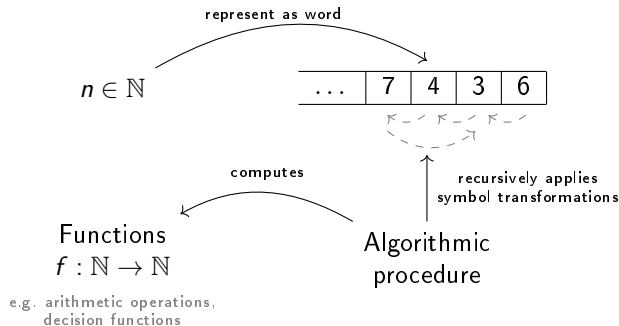 represent as word
n ∈ ℕ
... 7 4 3 6
computes
recursively applies
symbol transformations
Functions
f : ℕ → ℕ
Algorithmic
procedure
e.g. arithmetic operations,
decision functions